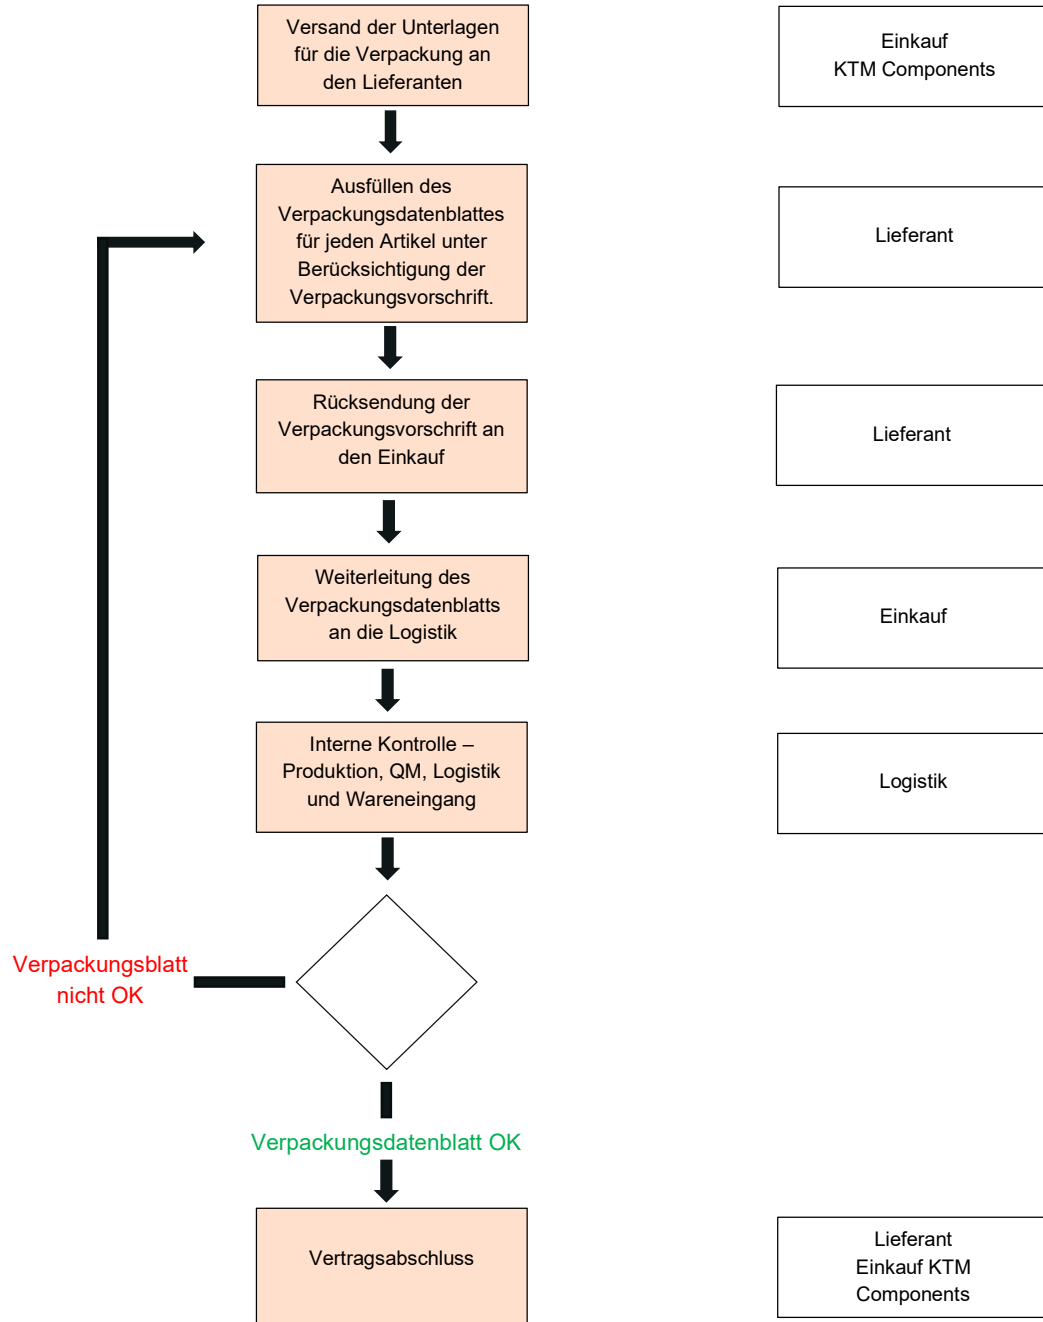 Versand der Unterlagen
für die Verpackung an
den Lieferanten
Einkauf
KTM Components
Ausfüllen des
Verpackungsdatenblattes
für jeden Artikel unter
Berücksichtigung der
Verpackungsvorschrift.
Lieferant
Rücksendung der
Verpackungsvorschrift an
den Einkauf
Lieferant
Weiterleitung des
Verpackungsdatenblatts
an die Logistik
Einkauf
Interne Kontrolle –
Produktion, QM, Logistik
und Wareneingang
Logistik
Verpackungsblatt
nicht OK
Verpackungsdatenblatt OK
Vertragsabschluss
Lieferant
Einkauf KTM
Components